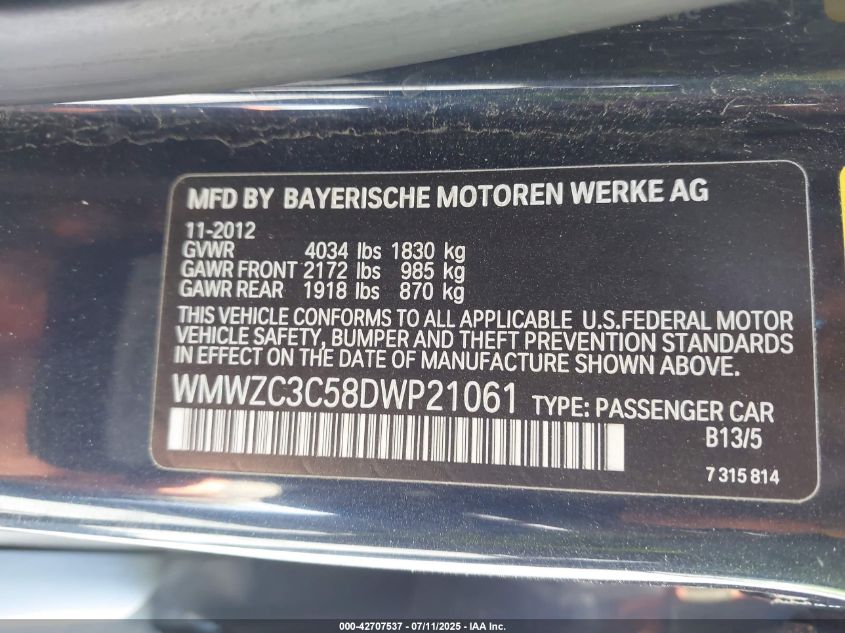 MFD BY BAYERISCHE MOTOREN WERKE AG
11-2012
GVWR 4034 lbs 1830 kg
GAWR FRONT 2172 lbs 985 kg
GAWR REAR 1918 lbs 870 kg
THIS VEHICLE CONFORMS TO ALL APPLICABLE U.S.FEDERAL MOTOR
VEHICLE SAFETY, BUMPER AND THEFT PREVENTION STANDARDS
IN EFFECT ON THE DATE OF MANUFACTURE SHOWN ABOVE.
WMWZC3C58DWP21061 TYPE: PASSENGER CAR
B13/5
7 315 814
000-42707537 - 07/11/2025 - IAA Inc.